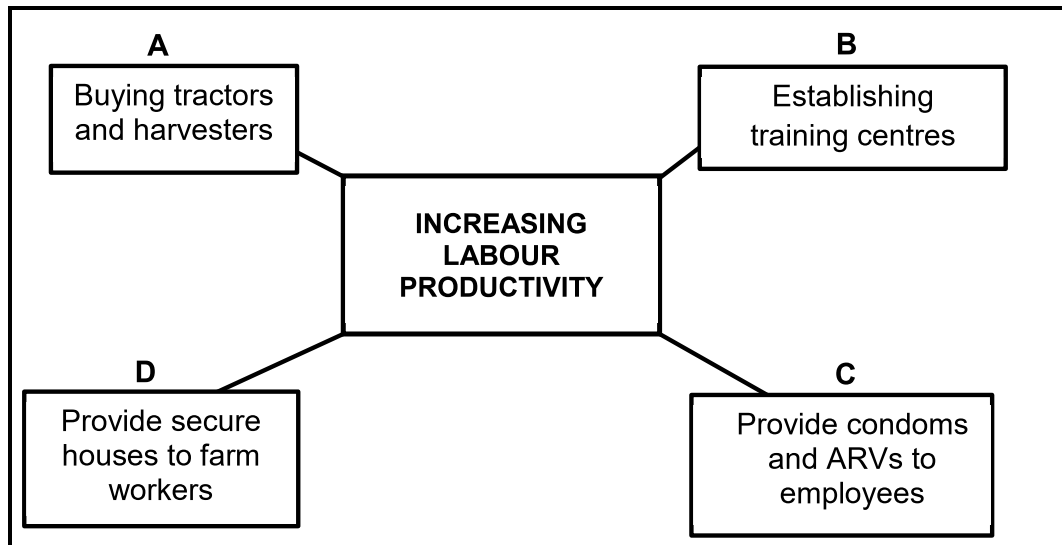 A
Buying tractors
and harvesters
B
Establishing
training centres
INCREASING
LABOUR
PRODUCTIVITY
D
Provide secure
houses to farm
workers
C
Provide condoms
and ARVs to
employees